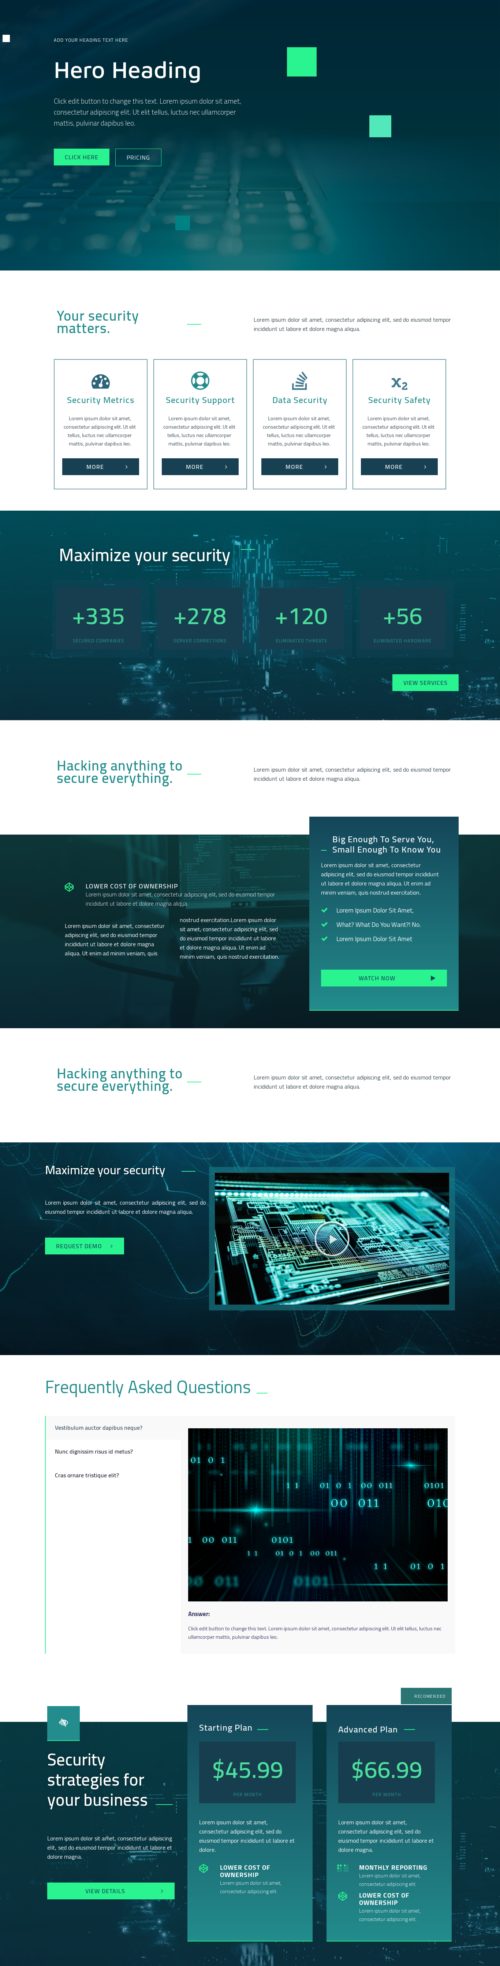 ADD YOUR HEADING TEXT HERE
Hero Heading
Click edit button to change this text. Lorem ipsum dolor sit amet,
consectetur adipiscing elit. Ut elit tellus, luctus nec ullamcorper
mattis, pulvinar dapibus leo.
CLICK HERE
PRICING
Your security
matters.
Lorem ipsum dolor sit amet, consectetur adipiscing elit, sed do eiusmod tempor
incididunt ut labore et dolore magna aliqua.
Security Metrics
Lorem ipsum dolor sit amet,
consectetur adipiscing elit. Ut elit
tellus, luctus nec ullamcorper
mattis, pulvinar dapibus leo.
MORE
Security Support
Lorem ipsum dolor sit amet,
consectetur adipiscing elit. Ut elit
tellus, luctus nec ullamcorper
mattis, pulvinar dapibus leo.
MORE
Data Security
Lorem ipsum dolor sit amet,
consectetur adipiscing elit. Ut elit
tellus, luctus nec ullamcorper
mattis, pulvinar dapibus leo.
MORE
x2
Security Safety
Lorem ipsum dolor sit amet,
consectetur adipiscing elit. Ut elit
tellus, luctus nec ullamcorper
mattis, pulvinar dapibus leo.
MORE
Maximize your security
+335
SECURED COMPANIES
+278
SERVER CORRECTIONS
+120
ELIMINATED THREATS
+56
ELIMINATED HARDWARE
VIEW SERVICES
Hacking anything to
secure everything.
Lorem ipsum dolor sit amet, consectetur adipiscing elit, sed do eiusmod tempor
incididunt ut labore et dolore magna aliqua.
LOWER COST OF OWNERSHIP
Lorem ipsum dolor sit amet, consectetur adipiscing elit, sed do eiusmod tempor
incididunt ut labore et dolore magna aliqua.
Lorem ipsum dolor sit amet, consectetur
adipiscing elit, sed do eiusmod tempor
incididunt ut labore et dolore magna
aliqua. Ut enim ad minim veniam, quis
nostrud exercitation.Lorem ipsum dolor
sit amet, consectetur adipiscing elit, sed
do eiusmod tempor incididunt ut labore
et dolore magna aliqua. Ut enim ad
minim veniam, quis nostrud exercitation.
Big Enough To Serve You,
Small Enough To Know You
Lorem ipsum dolor sit amet, consectetur
adipiscing elit, sed do eiusmod tempor
incididunt ut labore et dolore magna
aliqua. Ut enim ad minim veniam, quis
nostrud exercitation.
Lorem Ipsum Dolor Sit Amet,
What? What Do You Want?! No.
Lorem Ipsum Dolor Sit Amet
WATCH NOW
Hacking anything to
secure everything.
Lorem ipsum dolor sit amet, consectetur adipiscing elit, sed do eiusmod tempor
incididunt ut labore et dolore magna aliqua.
Maximize your security
Lorem ipsum dolor sit amet, consectetur adipiscing elit, sed do
eiusmod tempor incididunt ut labore et dolore magna aliqua.
REQUEST DEMO
Frequently Asked Questions
Vestibulum auctor dapibus neque?
Nunc dignissim risus id metus?
Cras ornare tristique elit?
Answer:
Click edit button to change this text. Lorem ipsum dolor sit amet, consectetur adipiscing elit. Ut elit tellus, luctus nec
ullamcorper mattis, pulvinar dapibus leo.
RECOMENDED
Security
strategies for
your business
Lorem ipsum dolor sit amet, consectetur adipiscing elit, sed do
eiusmod tempor incididunt ut labore et
dolore magna.
VIEW DETAILS
Starting Plan
$45.99
PER MONTH
Lorem ipsum dolor sit amet,
consectetur adipiscing elit, sed do
eiusmod tempor incididunt ut labore et
dolore.
LOWER COST OF
OWNERSHIP
Lorem ipsum dolor sit amet,
consectetur adipiscing elit.
Advanced Plan
$66.99
PER MONTH
Lorem ipsum dolor sit amet,
consectetur adipiscing elit, sed do
eiusmod tempor incididunt ut labore et
dolore magna.
MONTHLY REPORTING
Lorem ipsum dolor sit amet,
consectetur adipiscing elit.
LOWER COST OF
OWNERSHIP
Lorem ipsum dolor sit amet,
consectetur adipiscing elit.